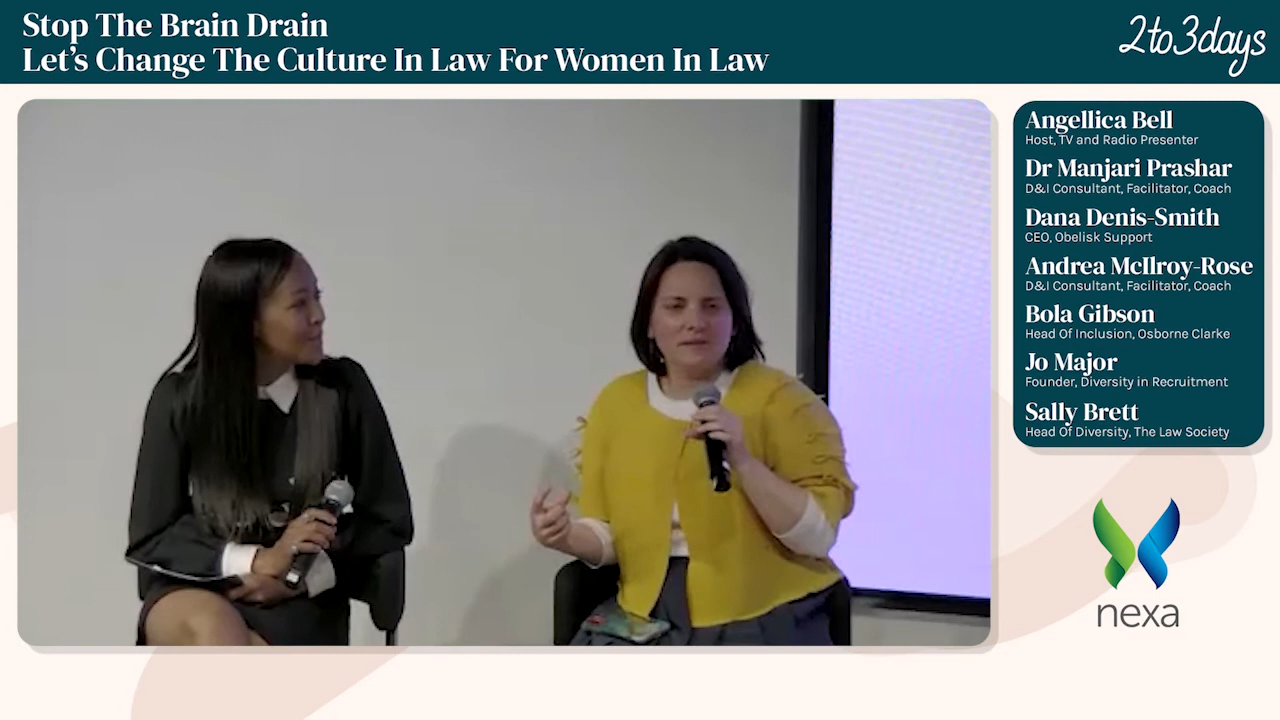 Stop The Brain Drain
Let's Change The Culture In Law For Women In Law
2to3days
Angellica Bell
Host, TV and Radio Presenter
Dr Manjari Prashar
D&I Consultant, Facilitator, Coach
Dana Denis-Smith
CEO, Obelisk Support
Andrea McIlroy-Rose
D&I Consultant, Facilitator, Coach
Bola Gibson
Head Of Inclusion, Osborne Clarke
Jo Major
Founder, Diversity in Recruitment
Sally Brett
Head Of Diversity, The Law Society
nexa